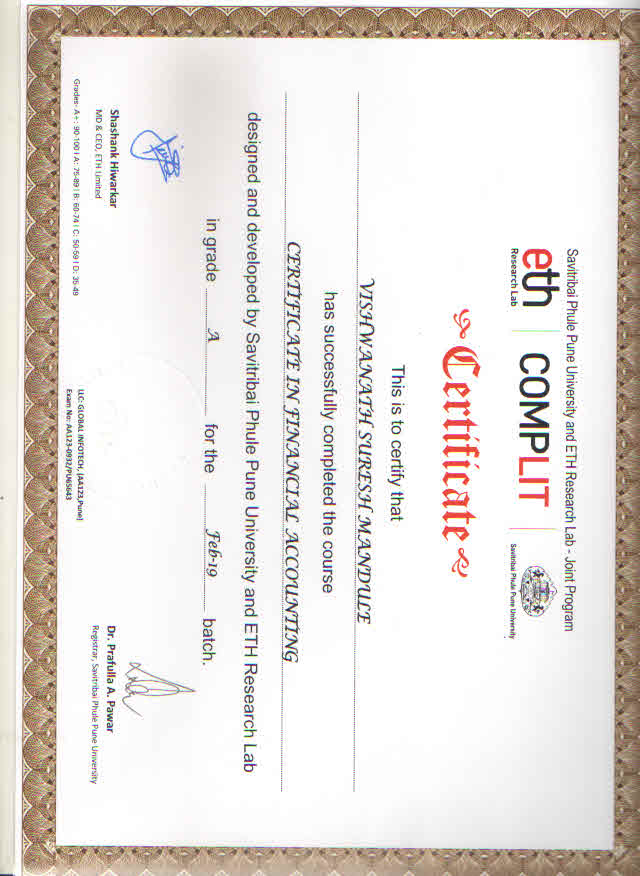 Savitribai Phule Pune University and ETH Research Lab - Joint Program
eth
Research Lab
COMPLIT
Savitribai Phule Pune University
Certificate
This is to certify that
VISHWANATH SURESH MANDULE
has successfully completed the course
CERTIFICATE IN FINANCIAL ACCOUNTING
designed and developed by Savitribai Phule Pune University and ETH Research Lab
in grade A for the Feb-19 batch.
Shashank Hiwarkar
MD & CEO, ETH Limited
Dr. Prafulla A. Pawar
Registrar, Savitribai Phule Pune University
Grades- A+: 90-100 I A: 75-89 I B: 60-74 I C: 50-59 I D: 35-49
LLC: GLOBAL INFOTECH, [AA123,Pune]
Exam No: AA123-0932/PU65643